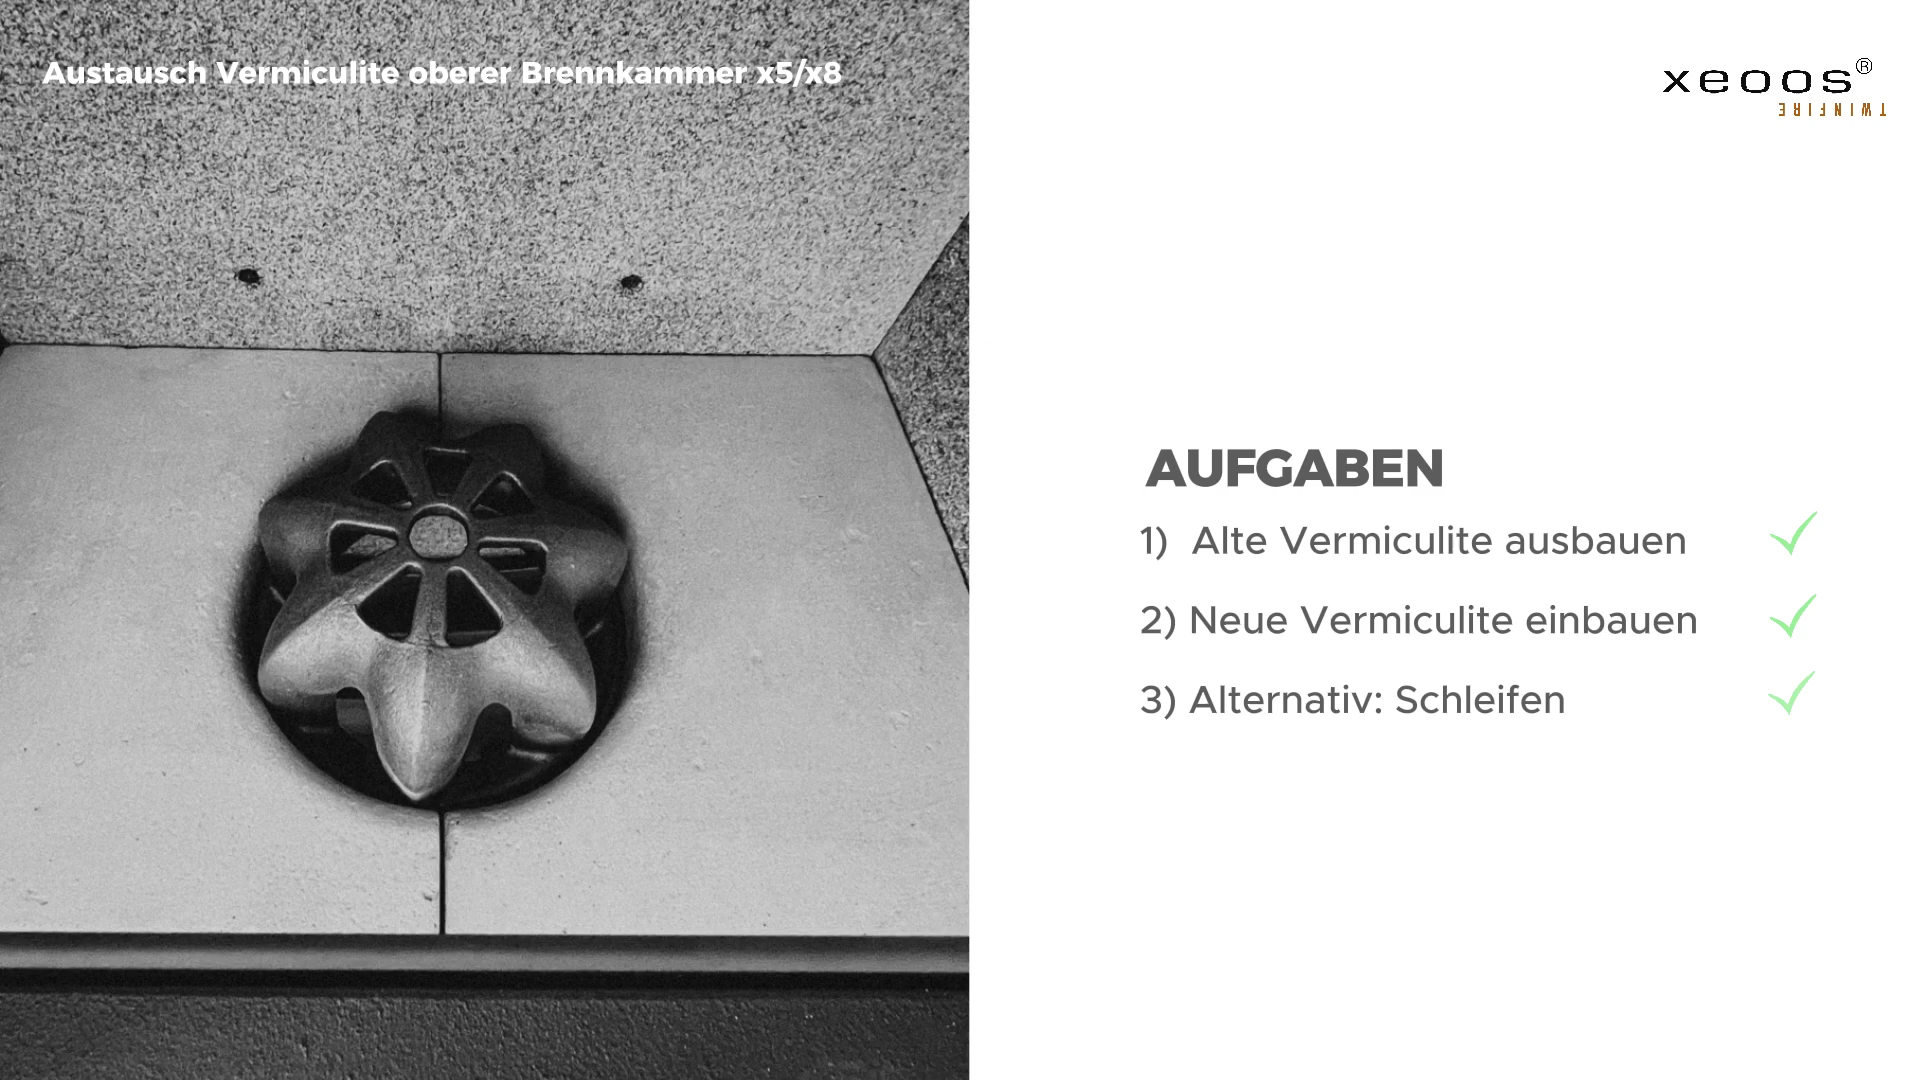 Austausch Vermiculite oberer Brennkammer x5/x8
xeoos®
TWINFIRE
AUFGABEN
1) Alte Vermiculite ausbauen
2) Neue Vermiculite einbauen
3) Alternativ: Schleifen